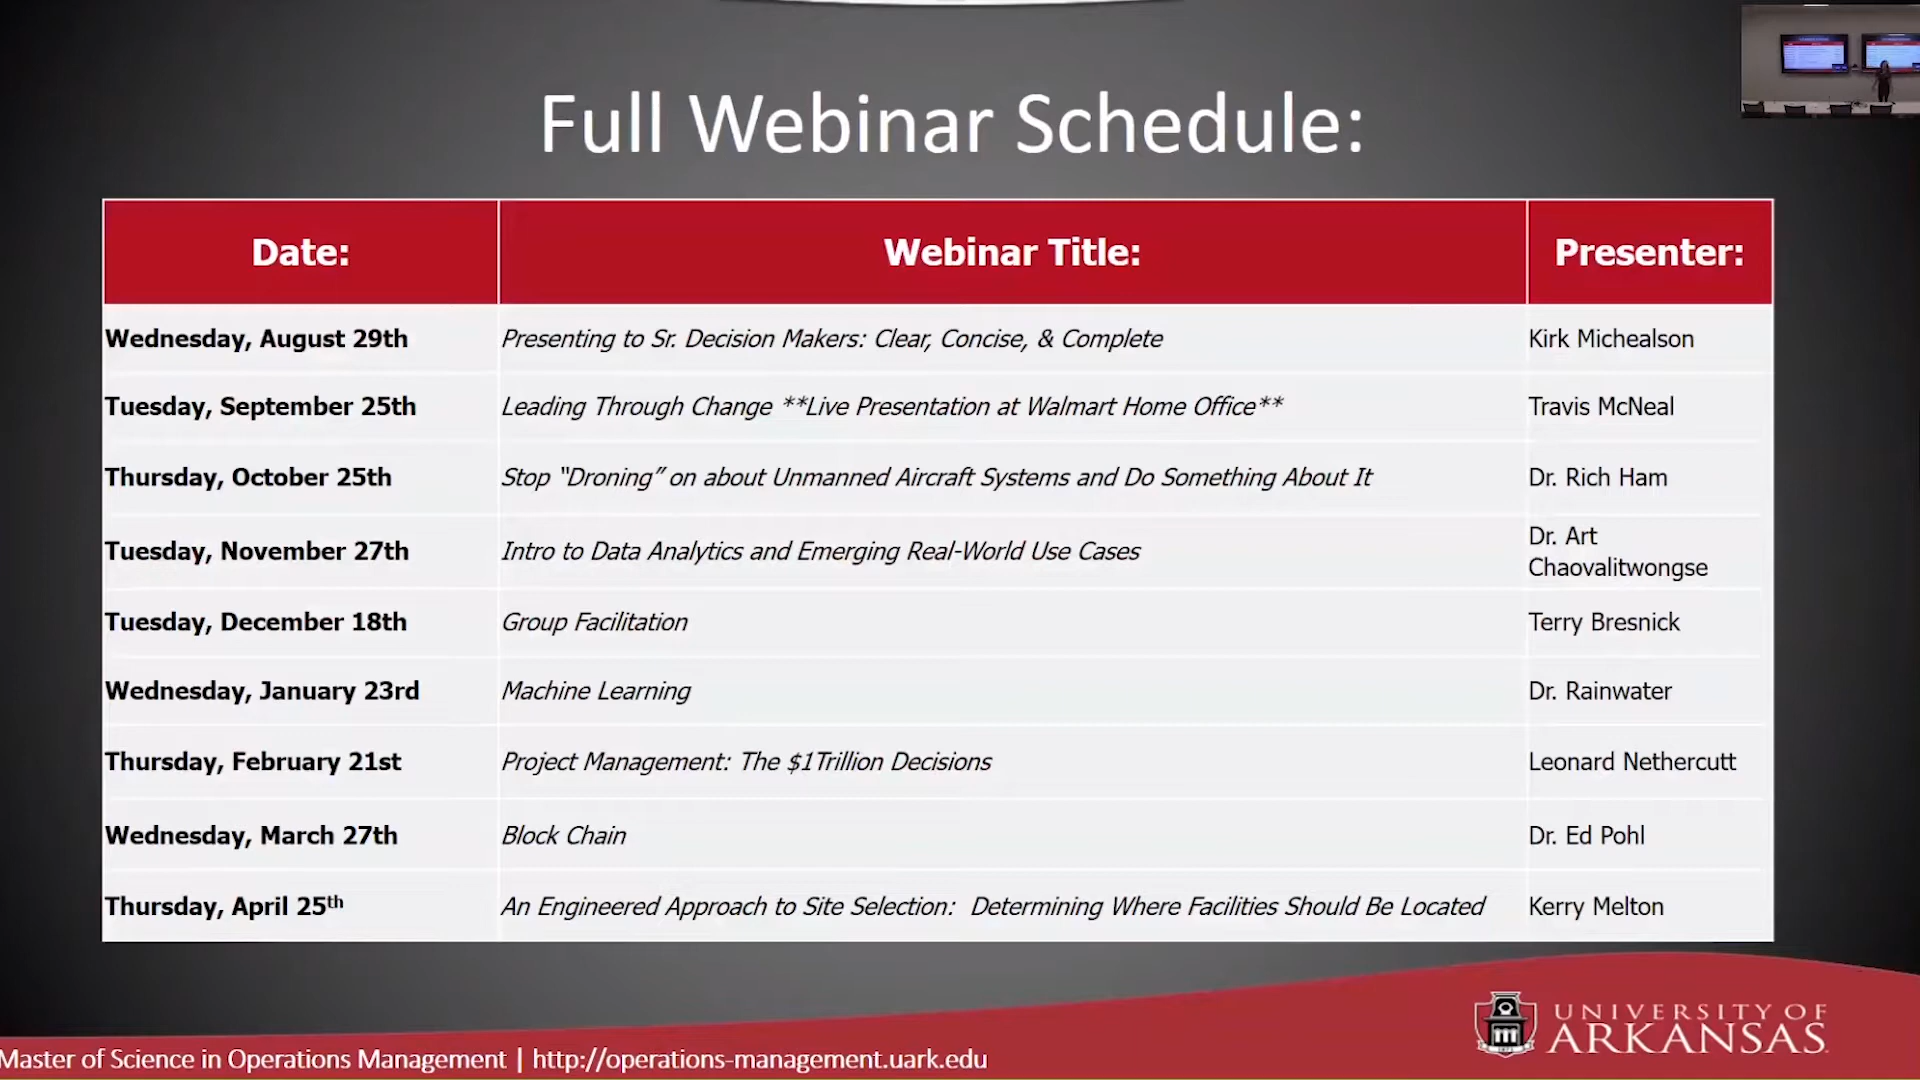 Full Webinar Schedule:
Date: Webinar Title: Presenter:
Wednesday, August 29th Presenting to Sr. Decision Makers: Clear, Concise, & Complete Kirk Michealson
Tuesday, September 25th Leading Through Change **Live Presentation at Walmart Home Office** Travis McNeal
Thursday, October 25th Stop “Droning” on about Unmanned Aircraft Systems and Do Something About It Dr. Rich Ham
Tuesday, November 27th Intro to Data Analytics and Emerging Real-World Use Cases Dr. Art
Chaovalitwongse
Tuesday, December 18th Group Facilitation Terry Bresnick
Wednesday, January 23rd Machine Learning Dr. Rainwater
Thursday, February 21st Project Management: The $1Trillion Decisions Leonard Nethercutt
Wednesday, March 27th Block Chain Dr. Ed Pohl
Thursday, April 25th An Engineered Approach to Site Selection: Determining Where Facilities Should Be Located Kerry Melton
Master of Science in Operations Management | http://operations-management.uark.edu
UNIVERSITY OF
ARKANSAS